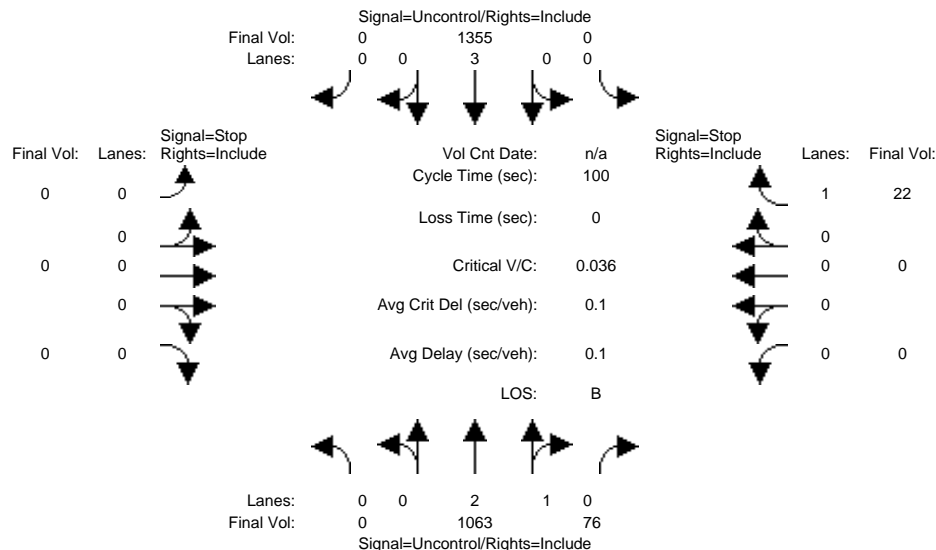 Signal=Uncontrol/Rights=Include
Final Vol: 0 1355 0
Lanes: 0 0 3 0 0
Signal=Stop Signal=Stop
Final Vol: Lanes: Rights=Include Vol Cnt Date: n/a Rights=Include Lanes: Final Vol:
Cycle Time (sec): 100
0 0 1 22
Loss Time (sec): 0
0 0
0 0 Critical V/C: 0.036 0 0
0 Avg Crit Del (sec/veh): 0.1 0
0 0 Avg Delay (sec/veh): 0.1 0 0
LOS: B
Lanes: 0 0 2 1 0
Final Vol: 0 1063 76
Signal=Uncontrol/Rights=Include